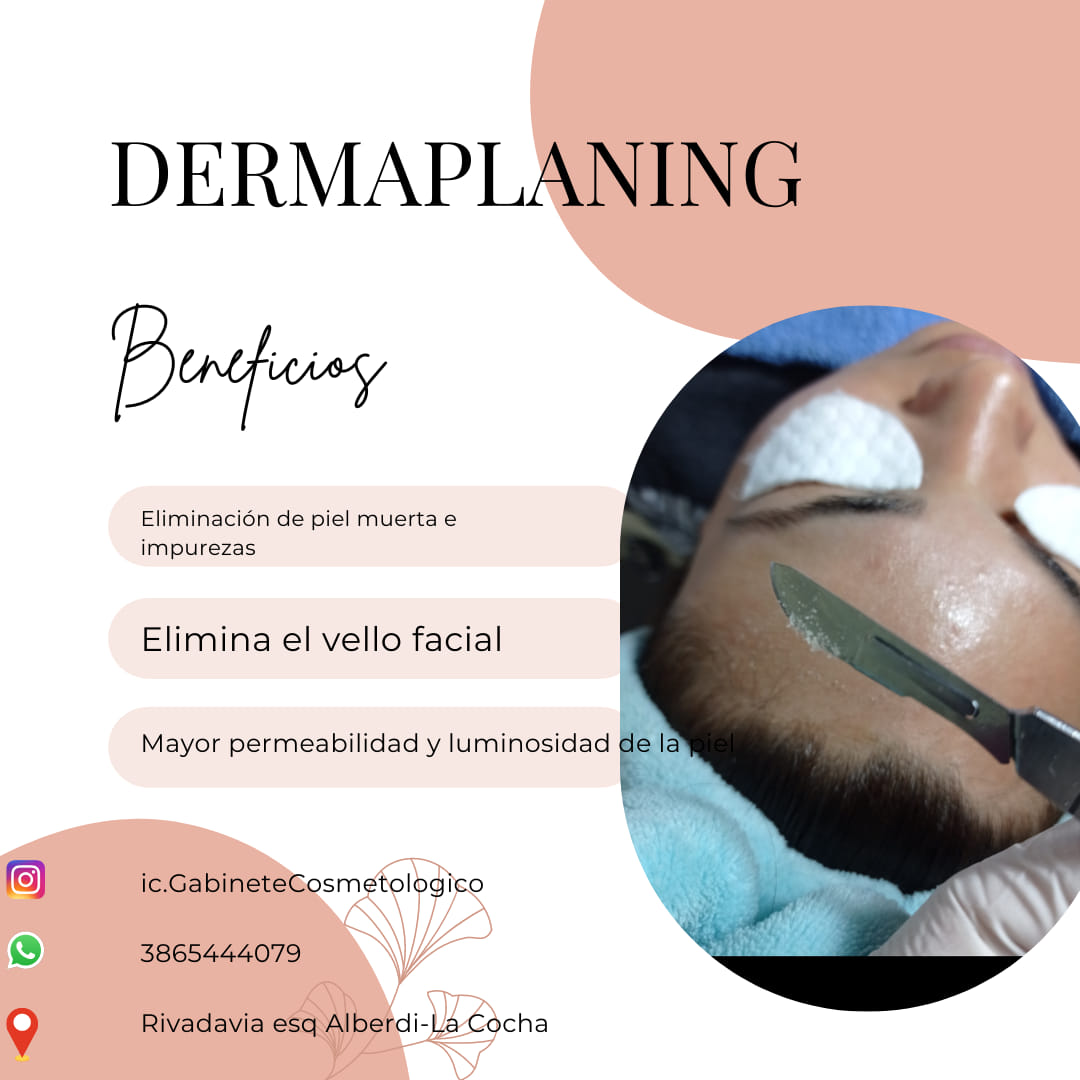 DERMAPLANING
Beneficios
Eliminación de piel muerta e
impurezas
Elimina el vello facial
Mayor permeabilidad y luminosidad de la piel
ic.GabineteCosmetologico
3865444079
Rivadavia esq Alberdi-La Cocha